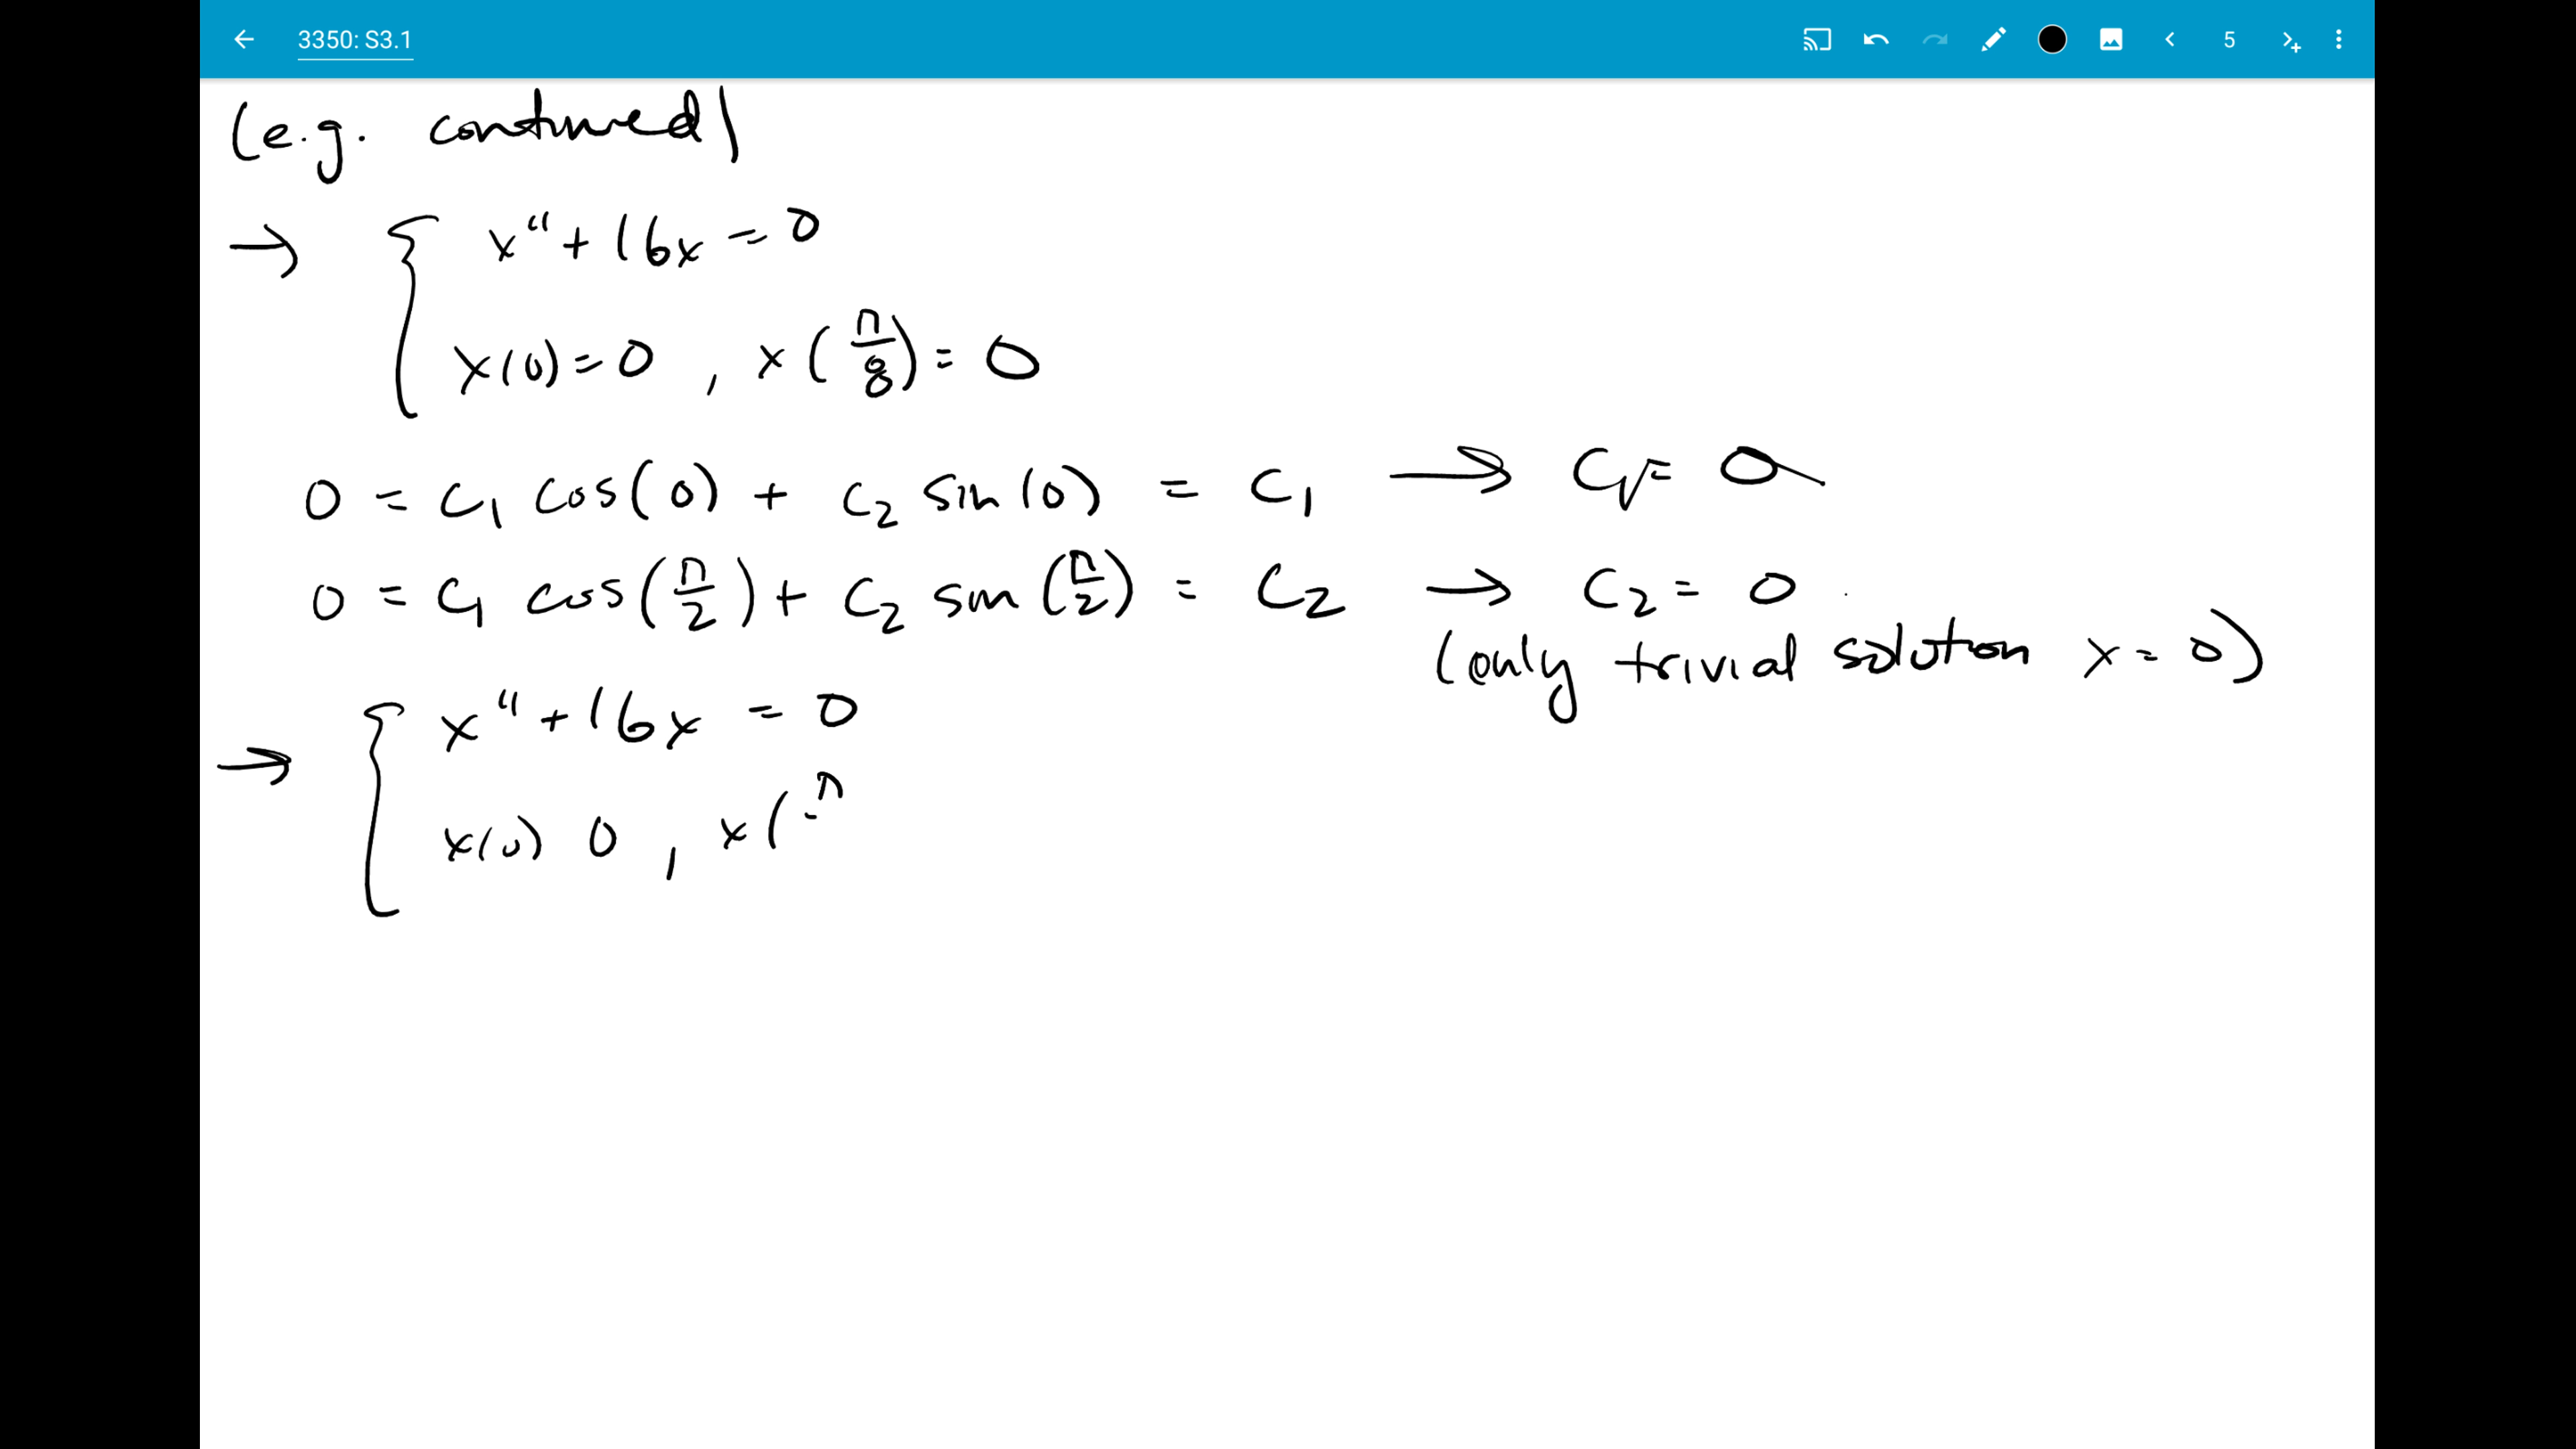 3350: S3.1
5
(e.g. continued)
→ { x" + 16x = 0
x(0) = 0 , x(π/8) = 0
0 = c₁ cos(0) + c₂ sin(0) = c₁ → c₁ = 0
0 = c₁ cos(π/2) + c₂ sin(π/2) = c₂ → c₂ = 0 .
(only trivial solution x = 0)
→ { x" + 16x = 0
x(0) 0 , x( π